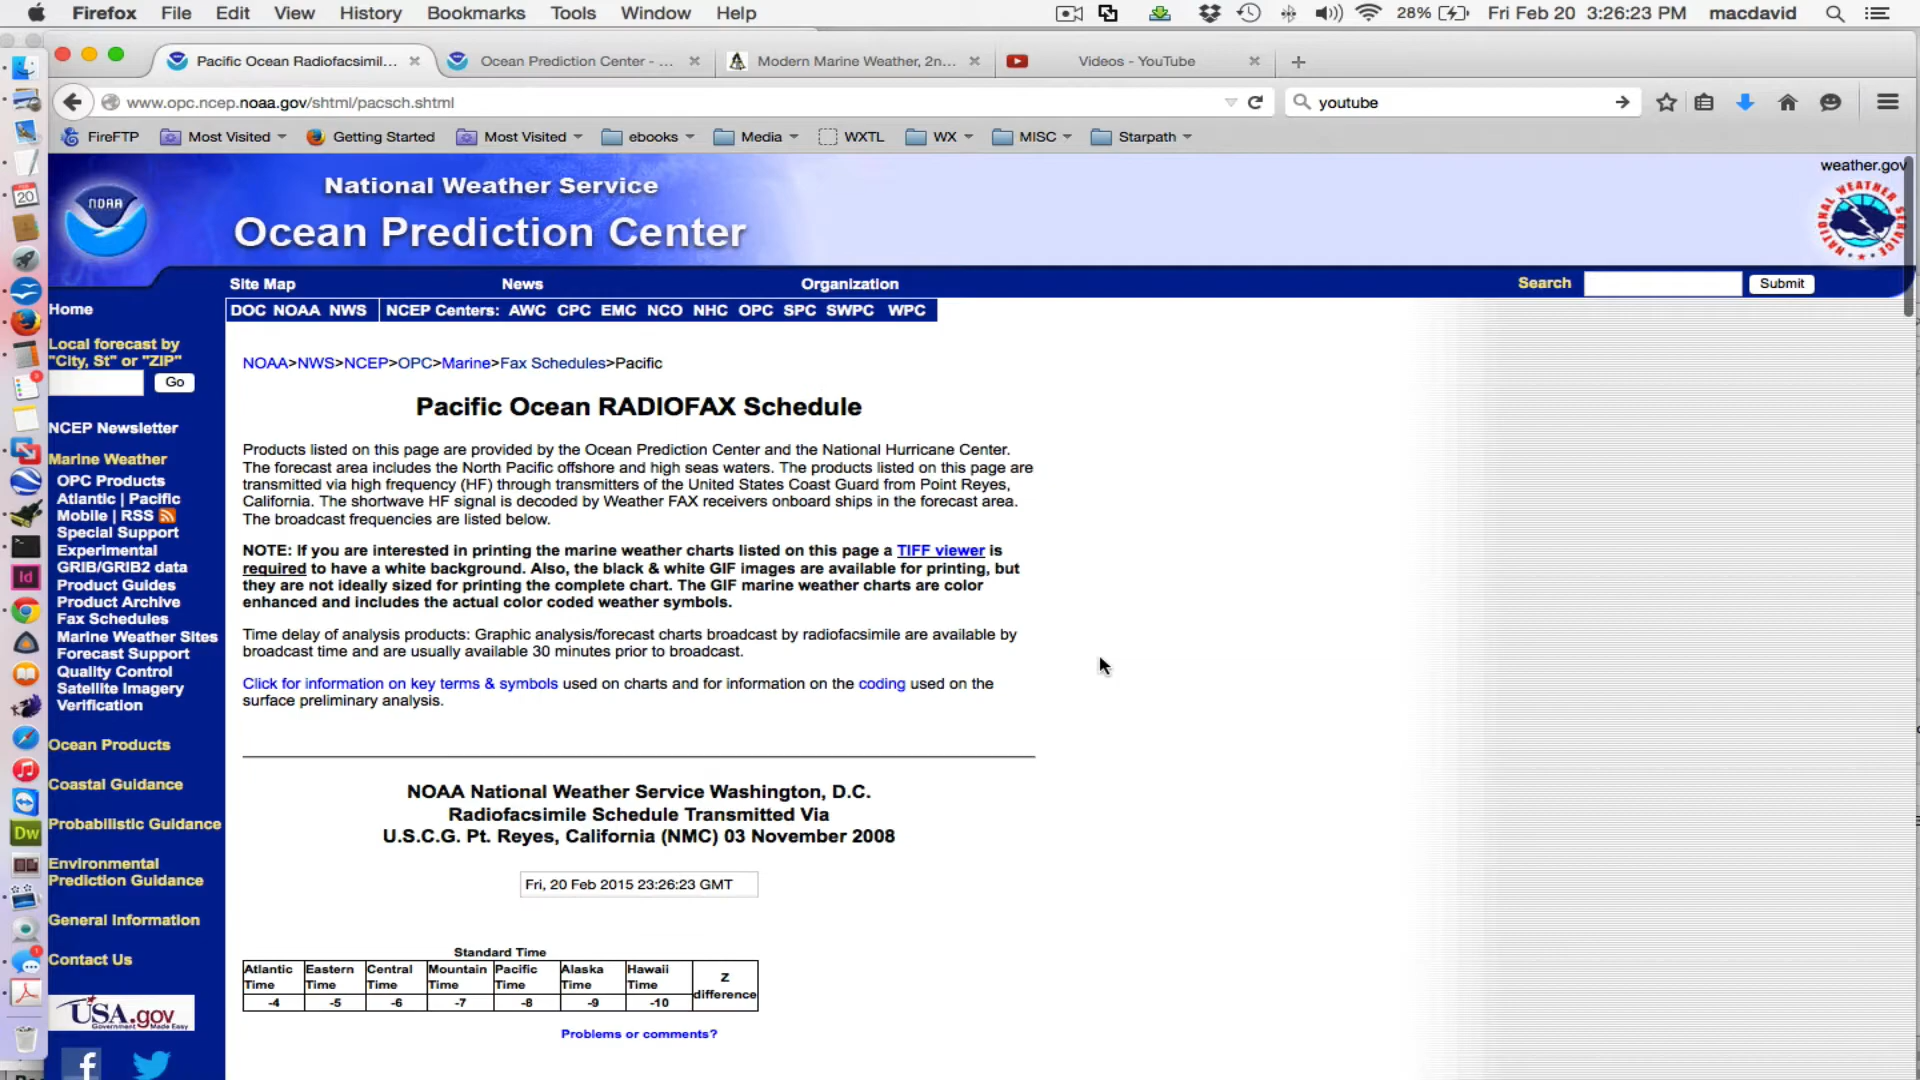 Firefox File Edit View History Bookmarks Tools Window Help 28% Fri Feb 20 3:26:23 PM macdavid
Pacific Ocean Radiofacsimil... Ocean Prediction Center - ... Modern Marine Weather, 2n... Videos - YouTube
www.opc.ncep.noaa.gov/shtml/pacsch.shtml youtube
FireFTP Most Visited Getting Started Most Visited ebooks Media WXTL WX MISC Starpath
weather.gov
NOAA
National Weather Service
Ocean Prediction Center
NATIONAL WEATHER SERVICE
Site Map News Organization Search Submit
Home
DOC NOAA NWS NCEP Centers: AWC CPC EMC NCO NHC OPC SPC SWPC WPC
Local forecast by
"City, St" or "ZIP"
Go
NCEP Newsletter
Marine Weather
OPC Products
Atlantic | Pacific
Mobile | RSS
Special Support
Experimental
GRIB/GRIB2 data
Product Guides
Product Archive
Fax Schedules
Marine Weather Sites
Forecast Support
Quality Control
Satellite Imagery
Verification
Ocean Products
Coastal Guidance
Probabilistic Guidance
Environmental
Prediction Guidance
General Information
Contact Us
USA.gov
Government Made Easy
NOAA>NWS>NCEP>OPC>Marine>Fax Schedules>Pacific
Pacific Ocean RADIOFAX Schedule
Products listed on this page are provided by the Ocean Prediction Center and the National Hurricane Center.
The forecast area includes the North Pacific offshore and high seas waters. The products listed on this page are
transmitted via high frequency (HF) through transmitters of the United States Coast Guard from Point Reyes,
California. The shortwave HF signal is decoded by Weather FAX receivers onboard ships in the forecast area.
The broadcast frequencies are listed below.
NOTE: If you are interested in printing the marine weather charts listed on this page a TIFF viewer is
required to have a white background. Also, the black & white GIF images are available for printing, but
they are not ideally sized for printing the complete chart. The GIF marine weather charts are color
enhanced and includes the actual color coded weather symbols.
Time delay of analysis products: Graphic analysis/forecast charts broadcast by radiofacsimile are available by
broadcast time and are usually available 30 minutes prior to broadcast.
Click for information on key terms & symbols used on charts and for information on the coding used on the
surface preliminary analysis.
NOAA National Weather Service Washington, D.C.
Radiofacsimile Schedule Transmitted Via
U.S.C.G. Pt. Reyes, California (NMC) 03 November 2008
Fri, 20 Feb 2015 23:26:23 GMT
Standard Time
Atlantic Eastern Central Mountain Pacific Alaska Hawaii Z
Time Time Time Time Time Time Time difference
-4 -5 -6 -7 -8 -9 -10
Problems or comments?
FEB
20
Id
Dw